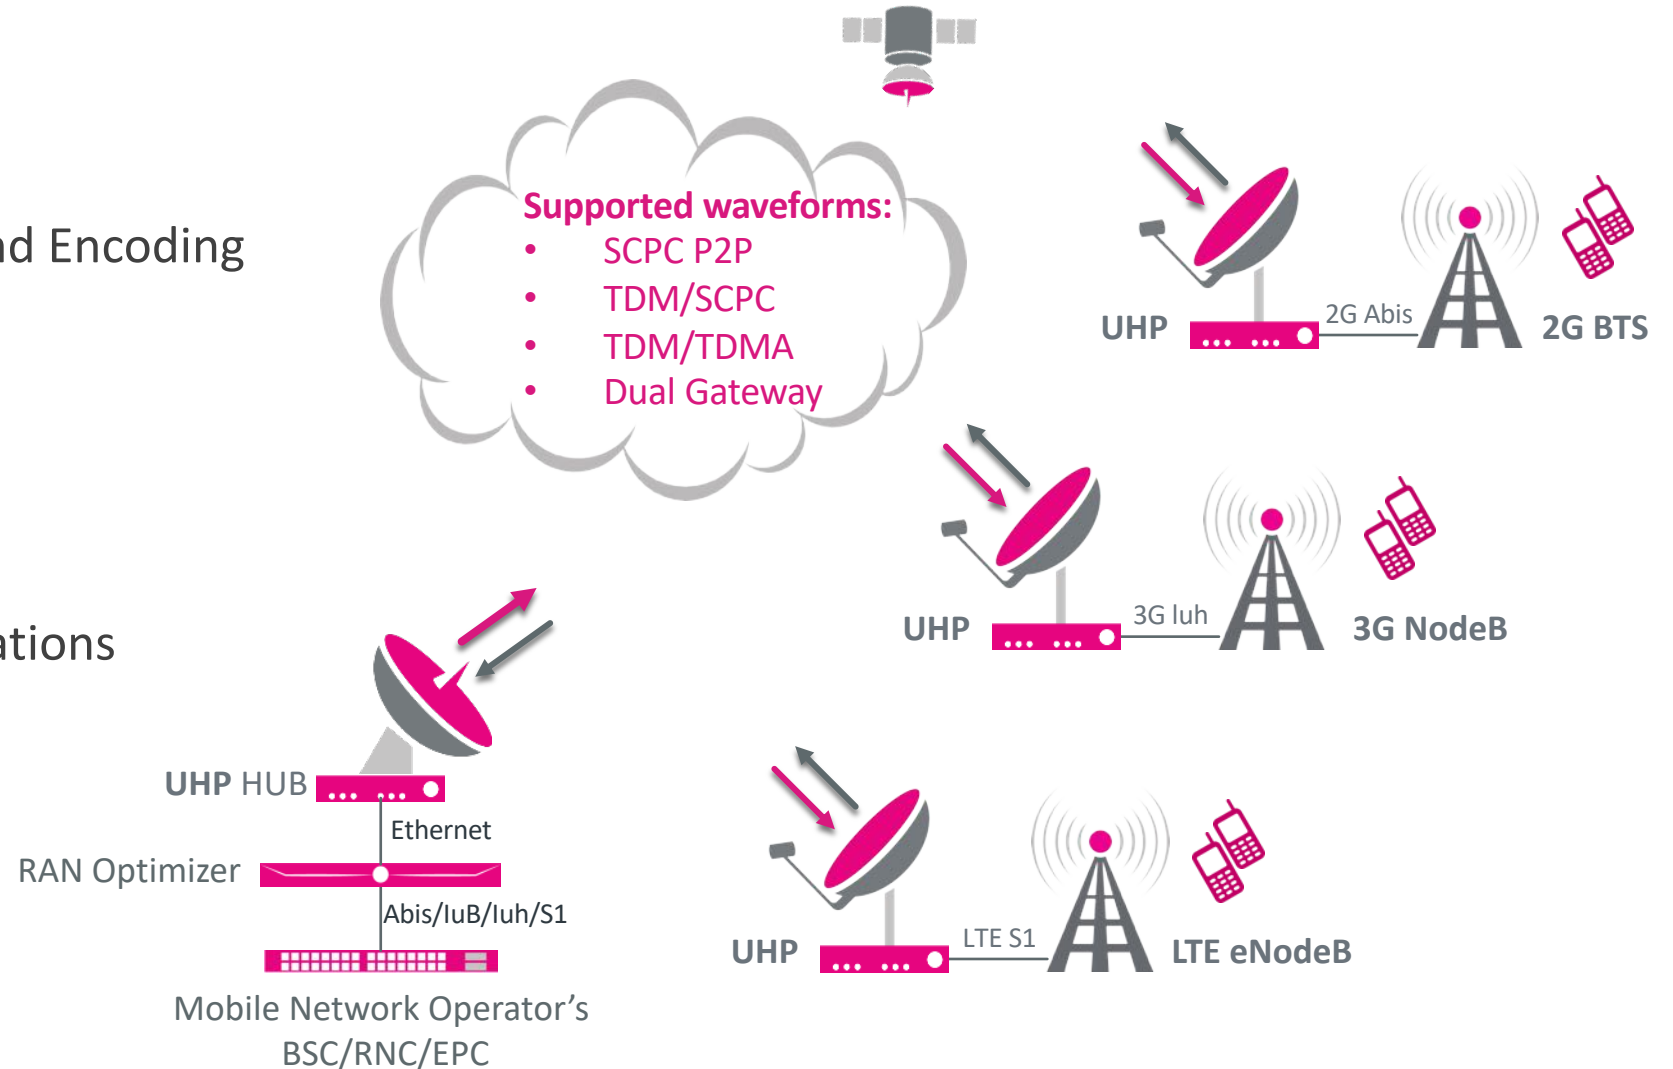 nd Encoding
ations
Supported waveforms:
• SCPC P2P
• TDM/SCPC
• TDM/TDMA
• Dual Gateway
UHP
2G Abis
2G BTS
UHP
3G Iuh
3G NodeB
UHP HUB
Ethernet
RAN Optimizer
Abis/IuB/Iuh/S1
Mobile Network Operator’s
BSC/RNC/EPC
UHP
LTE S1
LTE eNodeB